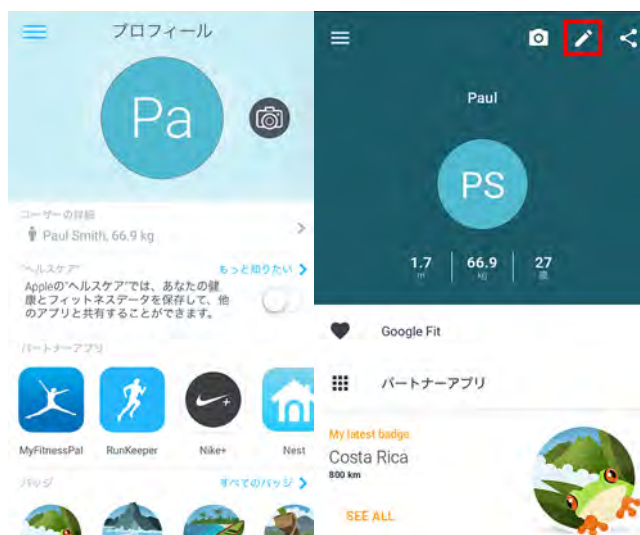 プロフィール
Pa
ユーザーの詳細
Paul Smith, 66.9 kg
"ヘルスケア"
もっと知りたい
Appleの"ヘルスケア"では、あなたの健
康とフィットネスデータを保存して、他
のアプリと共有することができます。
パートナーアプリ
MyFitnessPal
RunKeeper
Nike+
Nest
バッジ
すべてのバッジ
Paul
PS
1.7
m
66.9
kg
27
歳
Google Fit
パートナーアプリ
My latest badge
Costa Rica
800 km
SEE ALL